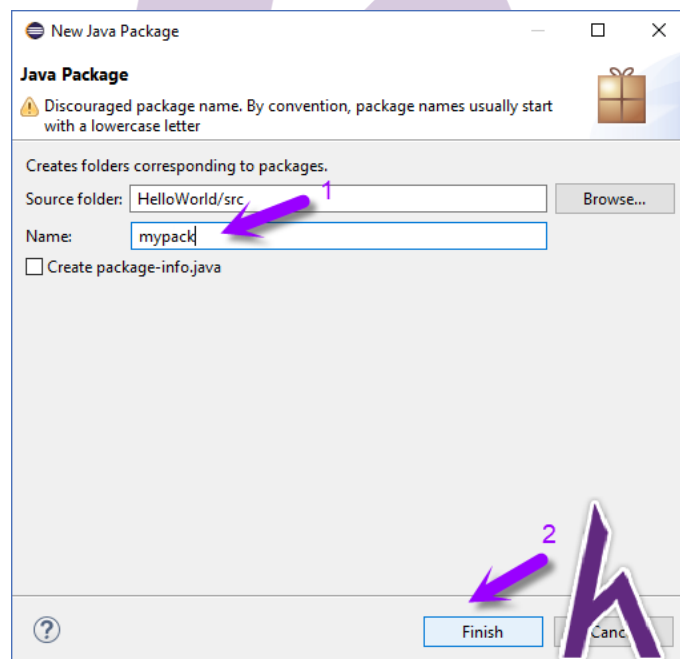 New Java Package
Java Package
Discouraged package name. By convention, package names usually start
with a lowercase letter
Creates folders corresponding to packages.
Source folder: HelloWorld/src Browse...
1
Name: mypack
Create package-info.java
2
Finish